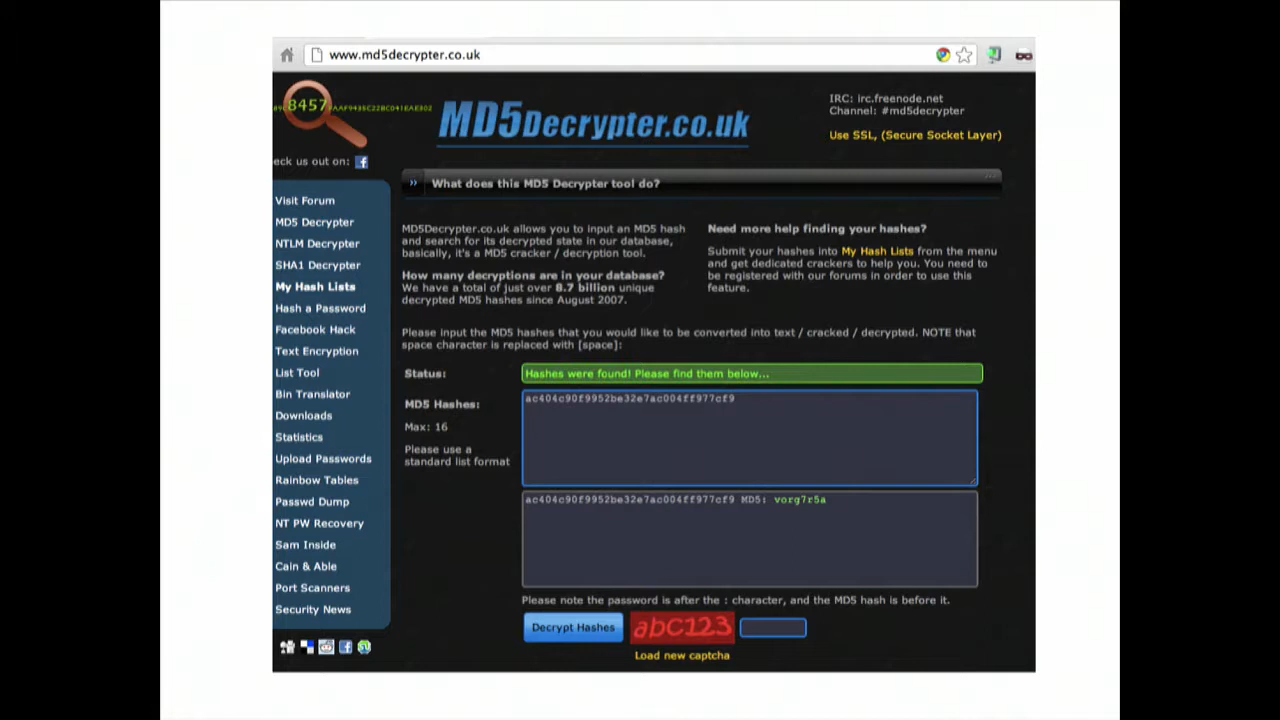 www.md5decrypter.co.uk
8457
MD5Decrypter.co.uk
IRC: irc.freenode.net
Channel: #md5decrypter
Use SSL, (Secure Socket Layer)
eck us out on:
What does this MD5 Decrypter tool do?
Visit Forum
MD5 Decrypter
NTLM Decrypter
SHA1 Decrypter
My Hash Lists
Hash a Password
Facebook Hack
Text Encryption
List Tool
Bin Translator
Downloads
Statistics
Upload Passwords
Rainbow Tables
Passwd Dump
NT PW Recovery
Sam Inside
Cain & Able
Port Scanners
Security News
MD5Decrypter.co.uk allows you to input an MD5 hash
and search for its decrypted state in our database,
basically, it's a MD5 cracker / decryption tool.
How many decryptions are in your database?
We have a total of just over 8.7 billion unique
decrypted MD5 hashes since August 2007.
Need more help finding your hashes?
Submit your hashes into My Hash Lists from the menu
and get dedicated crackers to help you. You need to
be registered with our forums in order to use this
feature.
Please input the MD5 hashes that you would like to be converted into text / cracked / decrypted. NOTE that
space character is replaced with [space]:
Status:
Hashes were found! Please find them below...
MD5 Hashes:
Max: 16
Please use a
standard list format
ac404c90f9952be32e7ac004ff977cf9
ac404c90f9952be32e7ac004ff977cf9 MD5: vorg7r5a
Please note the password is after the : character, and the MD5 hash is before it.
Decrypt Hashes
abC123
Load new captcha